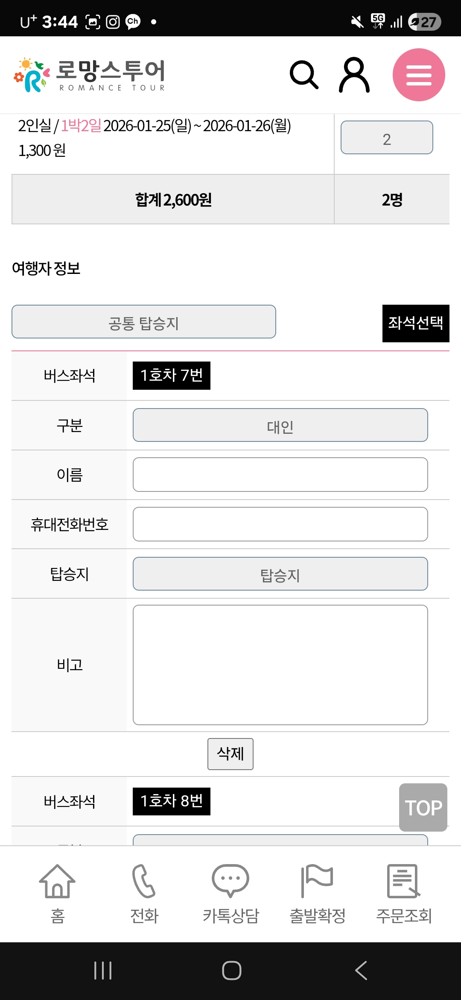 U+ 3:44 Ch 5G 27
로망스투어
ROMANCE TOUR
2인실 / 1박2일 2026-01-25(일) ~ 2026-01-26(월)
1,300 원
2
합계 2,600원 2명
여행자 정보
공통 탑승지 좌석선택
버스좌석 1호차 7번
구분 대인
이름
휴대전화번호
탑승지 탑승지
비고
삭제
버스좌석 1호차 8번
TOP
홈 전화 카톡상담 출발확정 주문조회